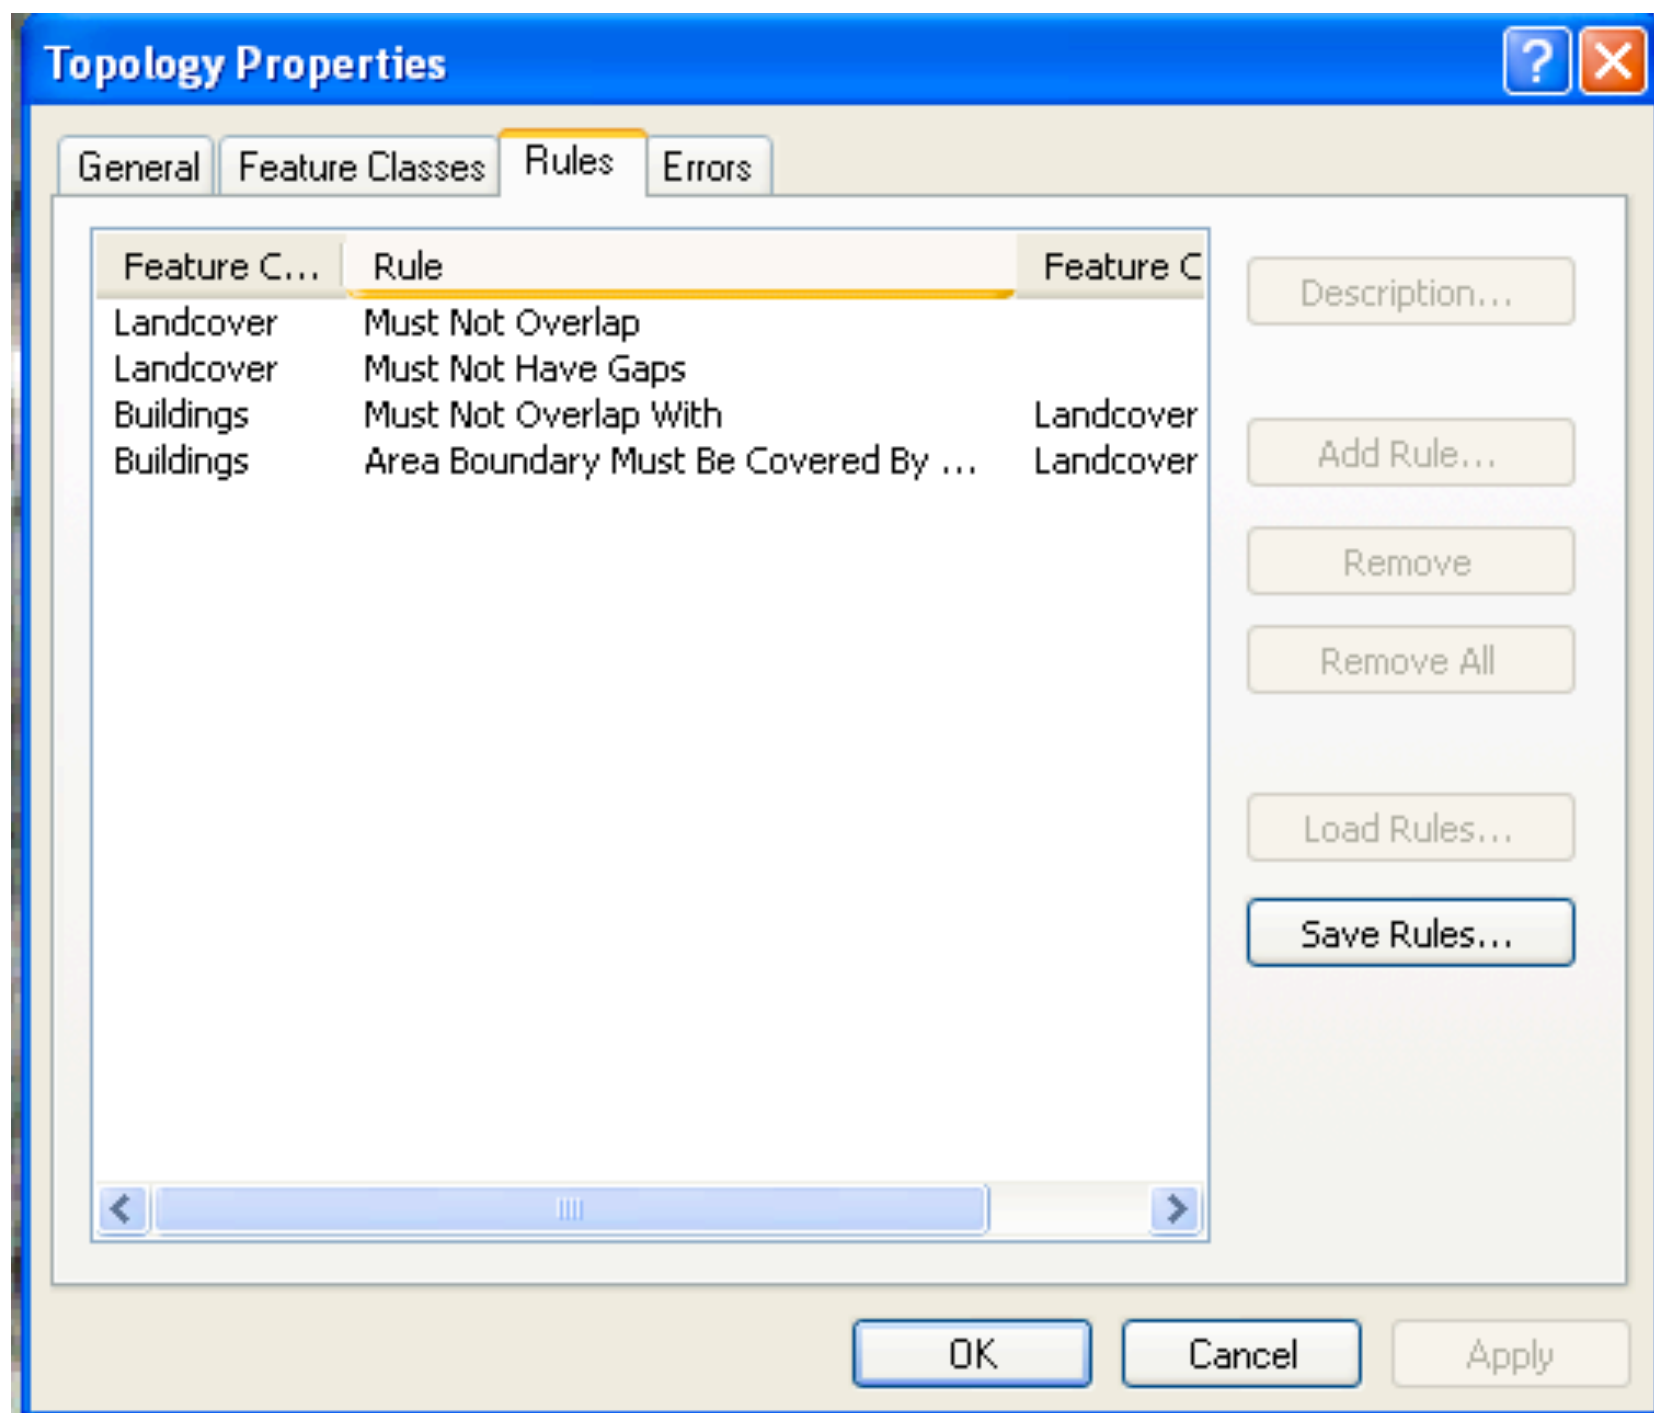 Topology Properties
General Feature Classes Rules Errors
Feature C... Rule Feature C
Landcover Must Not Overlap
Landcover Must Not Have Gaps
Buildings Must Not Overlap With Landcover
Buildings Area Boundary Must Be Covered By ... Landcover
Description...
Add Rule...
Remove
Remove All
Load Rules...
Save Rules...
OK Cancel Apply